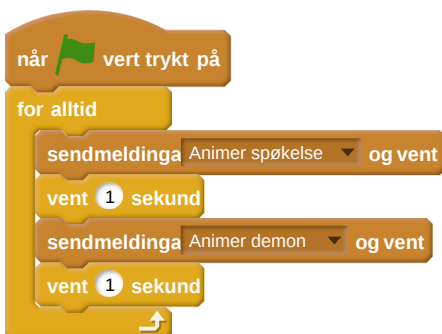 når vert trykt på
for alltid
sendmeldinga Animer spøkelse og vent
vent 1 sekund
sendmeldinga Animer demon og vent
vent 1 sekund